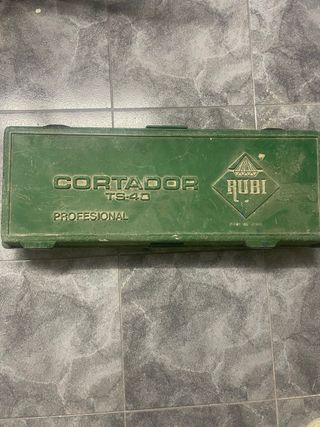 CORTADOR
TS-40
PROFESIONAL
RUBI